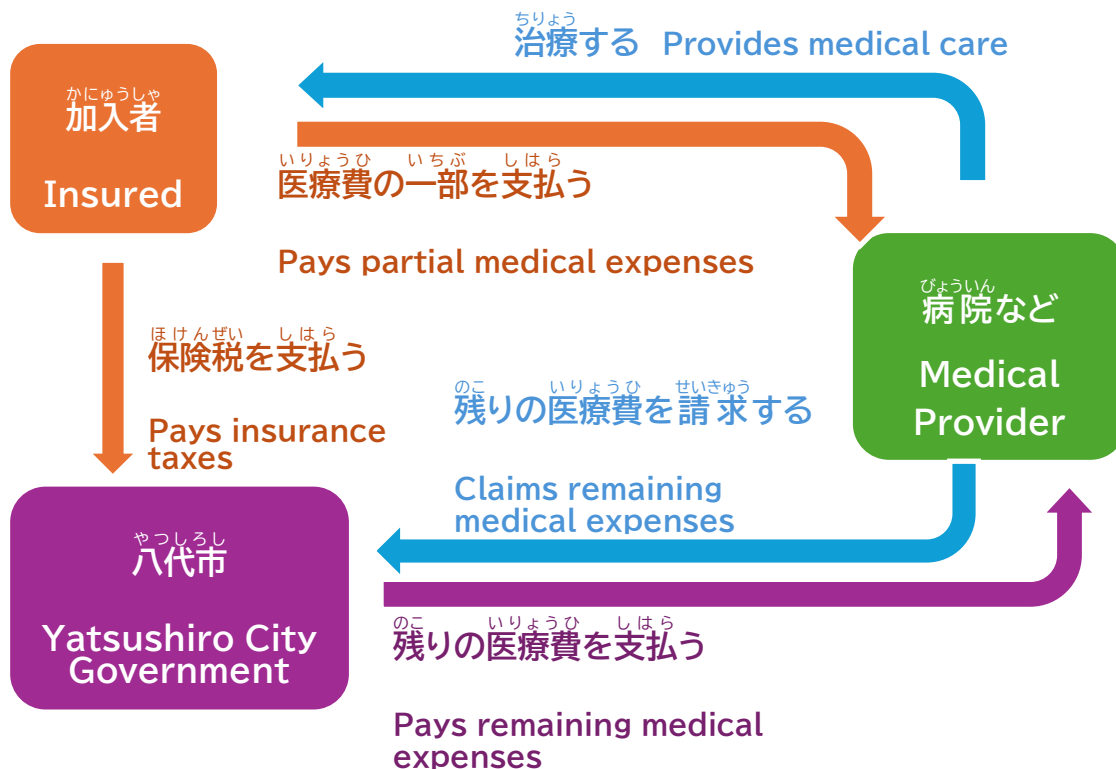 ちりょう
治療する Provides medical care
かにゅうしゃ
加入者
Insured
いりょうひ いちぶ しはら
医療費の一部を支払う
Pays partial medical expenses
びょういん
病院など
Medical
Provider
ほけんぜい しはら
保険税を支払う
Pays insurance
taxes
のこ いりょうひ せいきゅう
残りの医療費を請求する
Claims remaining
medical expenses
やつしろし
八代市
Yatsushiro City
Government
のこ いりょうひ しはら
残りの医療費を支払う
Pays remaining medical
expenses